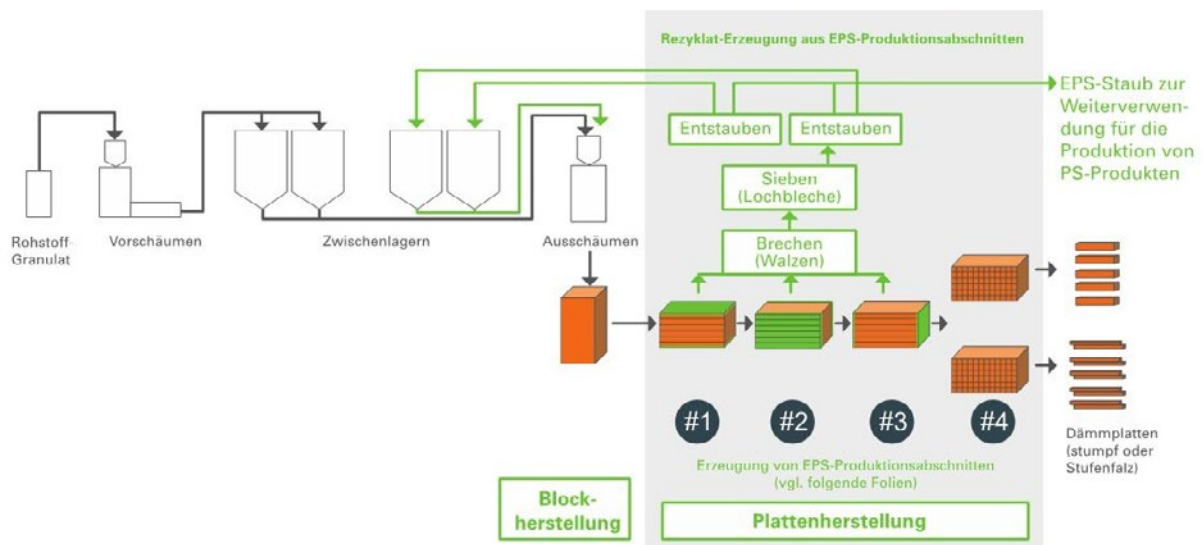 Rezyklat-Erzeugung aus EPS-Produktionsabschnitten
EPS-Staub zur
Weiterverwen-
dung für die
Produktion von
PS-Produkten
Entstauben
Entstauben
Sieben
(Lochbleche)
Brechen
(Walzen)
Rohstoff-
Granulat
Vorschäumen
Zwischenlagern
Ausschäumen
#1
#2
#3
#4
Dämmplatten
(stumpf oder
Stufenfalz)
Erzeugung von EPS-Produktionsabschnitten
(vgl. folgende Folien)
Block-
herstellung
Plattenherstellung